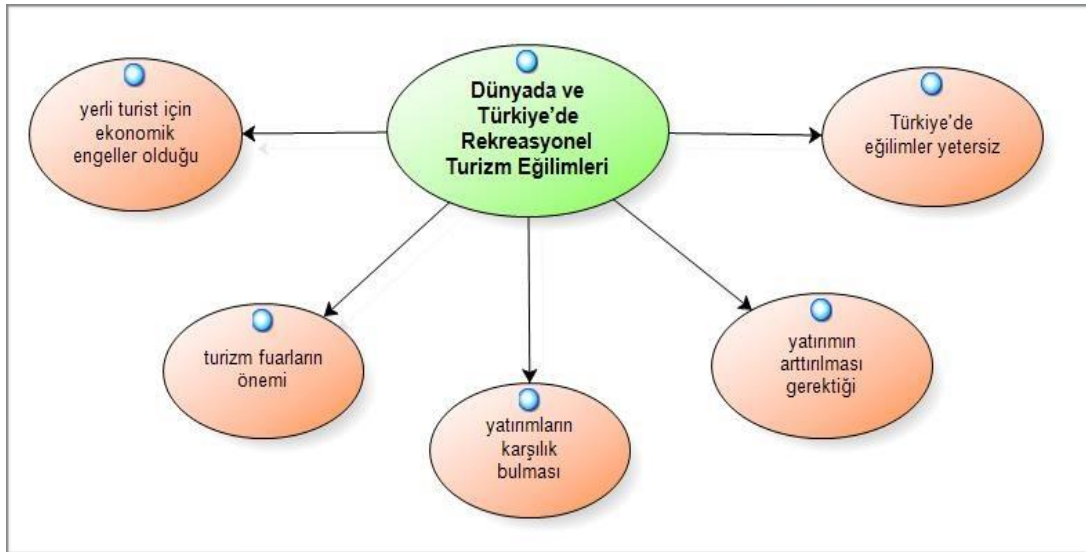 Dünyada ve
Türkiye'de
Rekreasyonel
Turizm Eğilimleri
yerli turist için
ekonomik
engeller olduğu
Türkiye'de
eğilimler yetersiz
turizm fuarların
önemi
yatırımların
karşılık
bulması
yatırımın
arttırılması
gerektiği